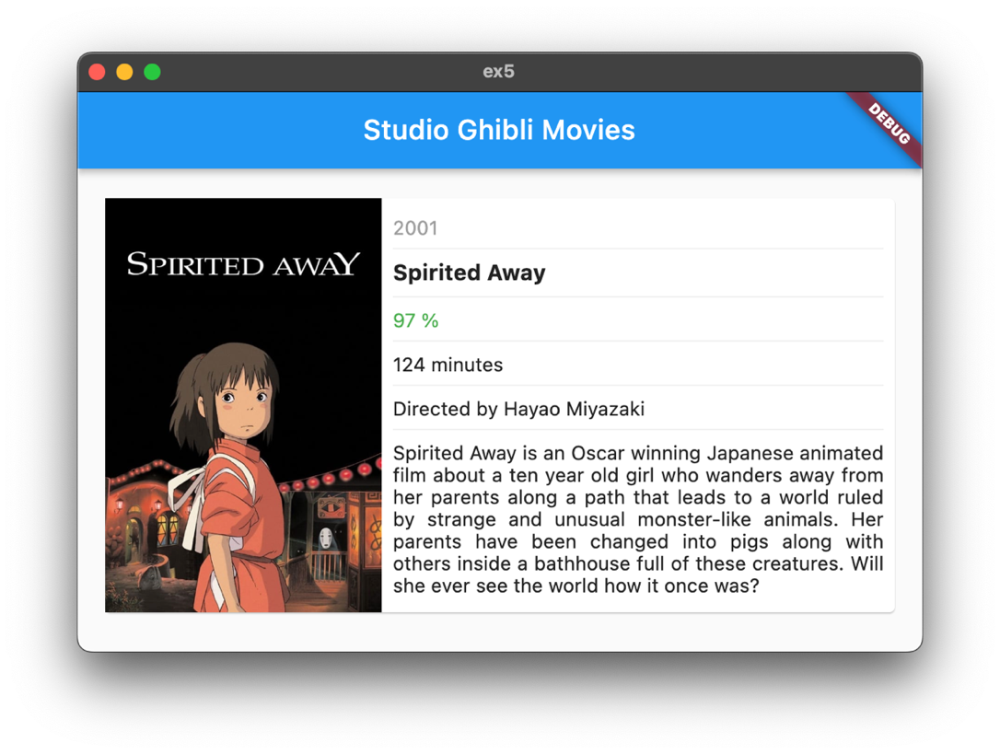 ex5
Studio Ghibli Movies
DEBUG
SPIRITED AWAY
2001
Spirited Away
97 %
124 minutes
Directed by Hayao Miyazaki
Spirited Away is an Oscar winning Japanese animated
film about a ten year old girl who wanders away from
her parents along a path that leads to a world ruled
by strange and unusual monster-like animals. Her
parents have been changed into pigs along with
others inside a bathhouse full of these creatures. Will
she ever see the world how it once was?